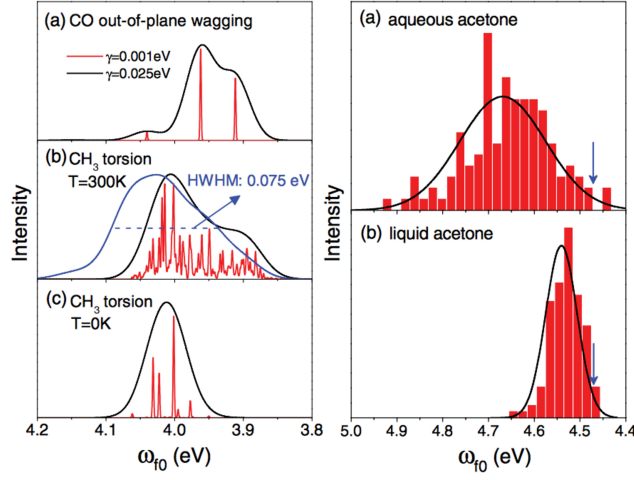 (a) CO out-of-plane wagging
γ=0.001eV
γ=0.025eV
(b) CH3 torsion
T=300K
HWHM: 0.075 eV
(c) CH3 torsion
T=0K
Intensity
4.2 4.1 4.0 3.9 3.8
ωf0 (eV)
(a) aqueous acetone
(b) liquid acetone
Intensity
5.0 4.9 4.8 4.7 4.6 4.5 4.4
ωf0 (eV)